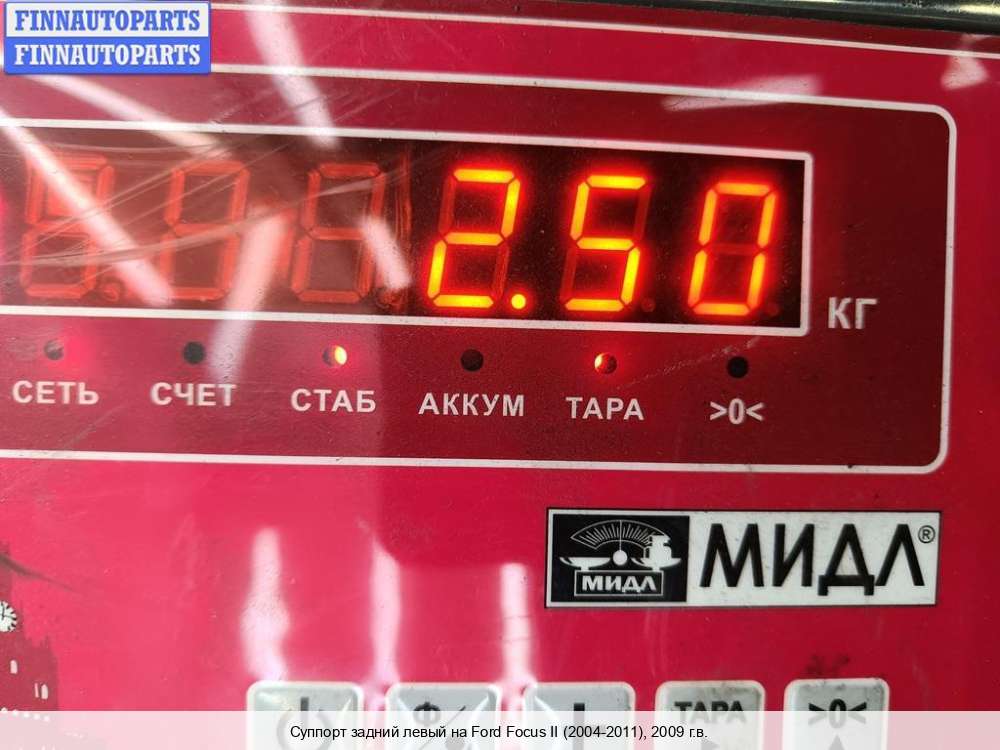 FINNAUTOPARTS
FINNAUTOPARTS
2.50
КГ
СЕТЬ СЧЕТ СТАБ АККУМ ТАРА >0<
МИДЛ МИДЛ®
ТАРА >0<
Суппорт задний левый на Ford Focus II (2004-2011), 2009 г.в.